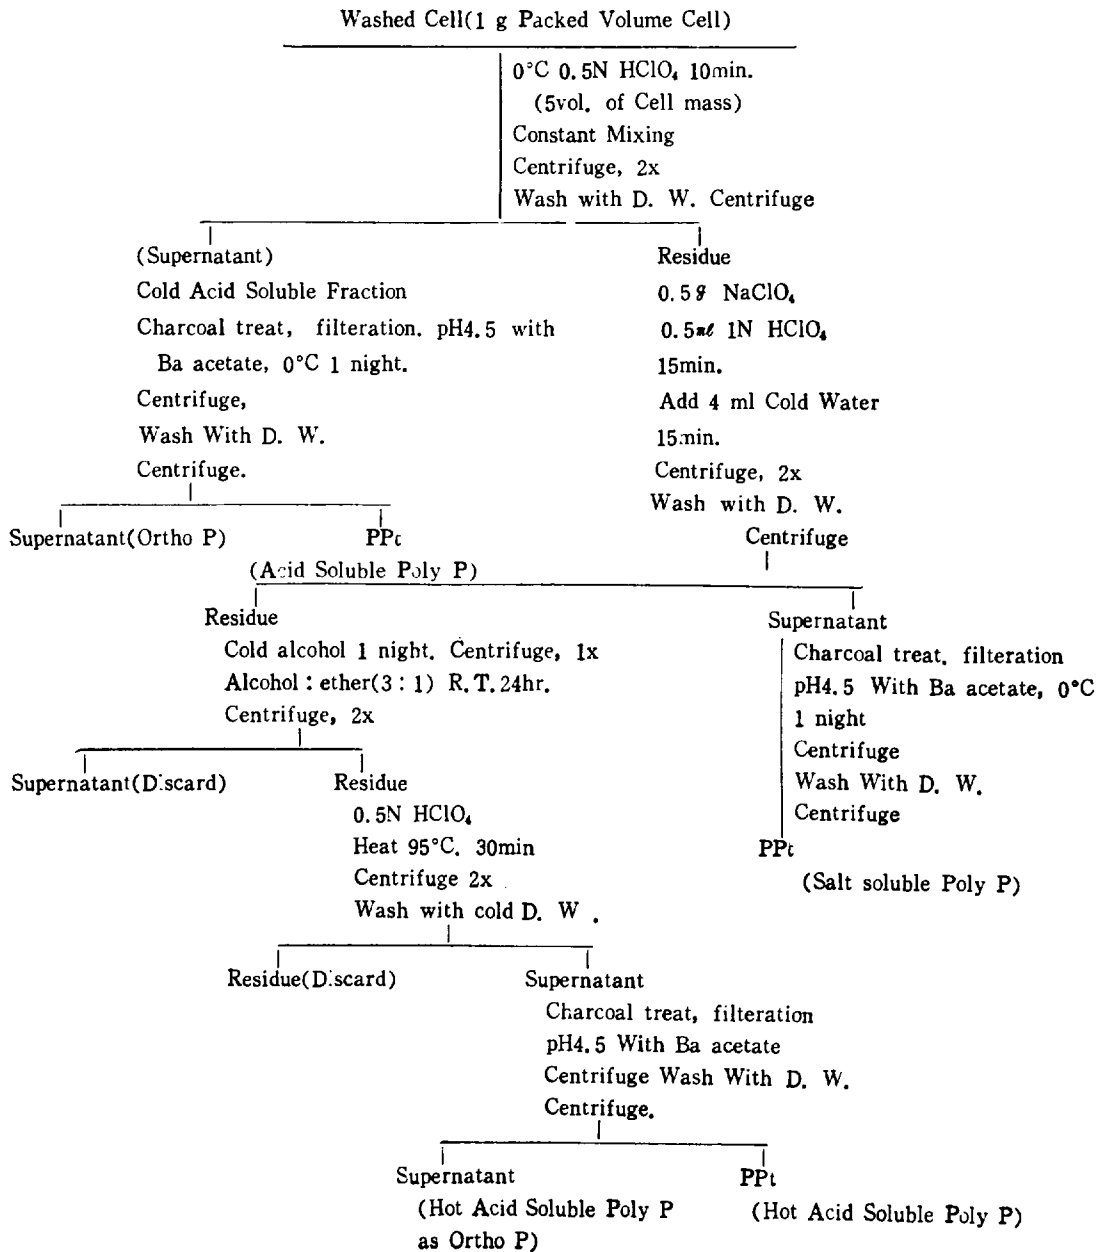 Washed Cell(1 g Packed Volume Cell)
0°C 0.5N HClO₄ 10min.
(5vol. of Cell mass)
Constant Mixing
Centrifuge, 2x
Wash with D. W. Centrifuge
(Supernatant)
Cold Acid Soluble Fraction
Charcoal treat, filteration. pH4.5 with
Ba acetate, 0°C 1 night.
Centrifuge,
Wash With D. W.
Centrifuge.
Residue
0.5g NaClO₄
0.5ml 1N HClO₄
15min.
Add 4 ml Cold Water
15min.
Centrifuge, 2x
Wash with D. W.
Centrifuge
Supernatant(Ortho P)
PPt
(Acid Soluble Poly P)
Residue
Cold alcohol 1 night. Centrifuge, 1x
Alcohol : ether(3 : 1) R.T. 24hr.
Centrifuge, 2x
Supernatant
Charcoal treat. filteration
pH4.5 With Ba acetate, 0°C
1 night
Centrifuge
Wash With D. W.
Centrifuge
PPt
(Salt soluble Poly P)
Supernatant(Discard)
Residue
0.5N HClO₄
Heat 95°C. 30min
Centrifuge 2x
Wash with cold D. W .
Residue(Discard)
Supernatant
Charcoal treat, filteration
pH4.5 With Ba acetate
Centrifuge Wash With D. W.
Centrifuge.
Supernatant
(Hot Acid Soluble Poly P
as Ortho P)
PPt
(Hot Acid Soluble Poly P)